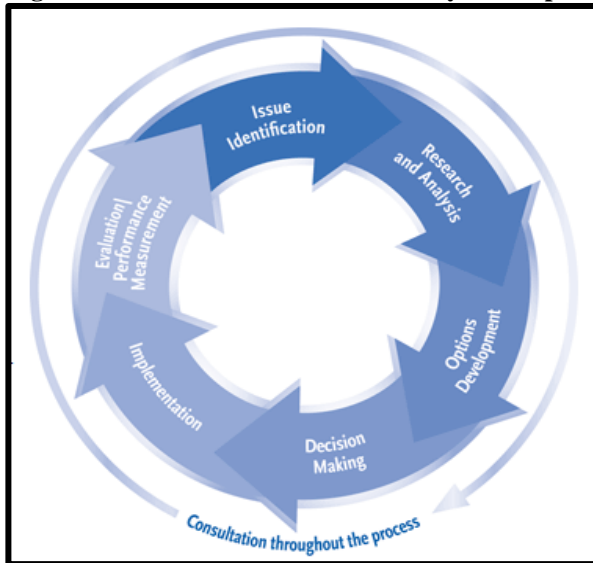 Issue
Identification
Research
and Analysis
Options
Development
Decision
Making
Implementation
Evaluation|
Performance
Measurement
Consultation throughout the process